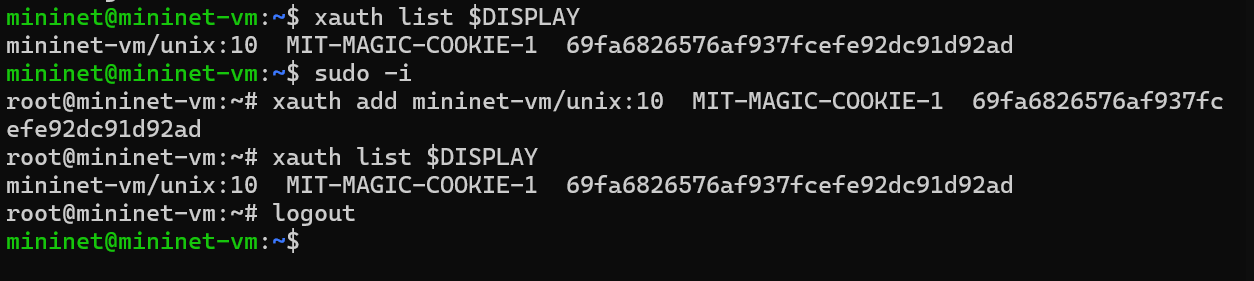 mininet@mininet-vm:~$ xauth list $DISPLAY
mininet-vm/unix:10  MIT-MAGIC-COOKIE-1  69fa6826576af937fcefe92dc91d92ad
mininet@mininet-vm:~$ sudo -i
root@mininet-vm:~# xauth add mininet-vm/unix:10  MIT-MAGIC-COOKIE-1  69fa6826576af937fc
efe92dc91d92ad
root@mininet-vm:~# xauth list $DISPLAY
mininet-vm/unix:10  MIT-MAGIC-COOKIE-1  69fa6826576af937fcefe92dc91d92ad
root@mininet-vm:~# logout
mininet@mininet-vm:~$